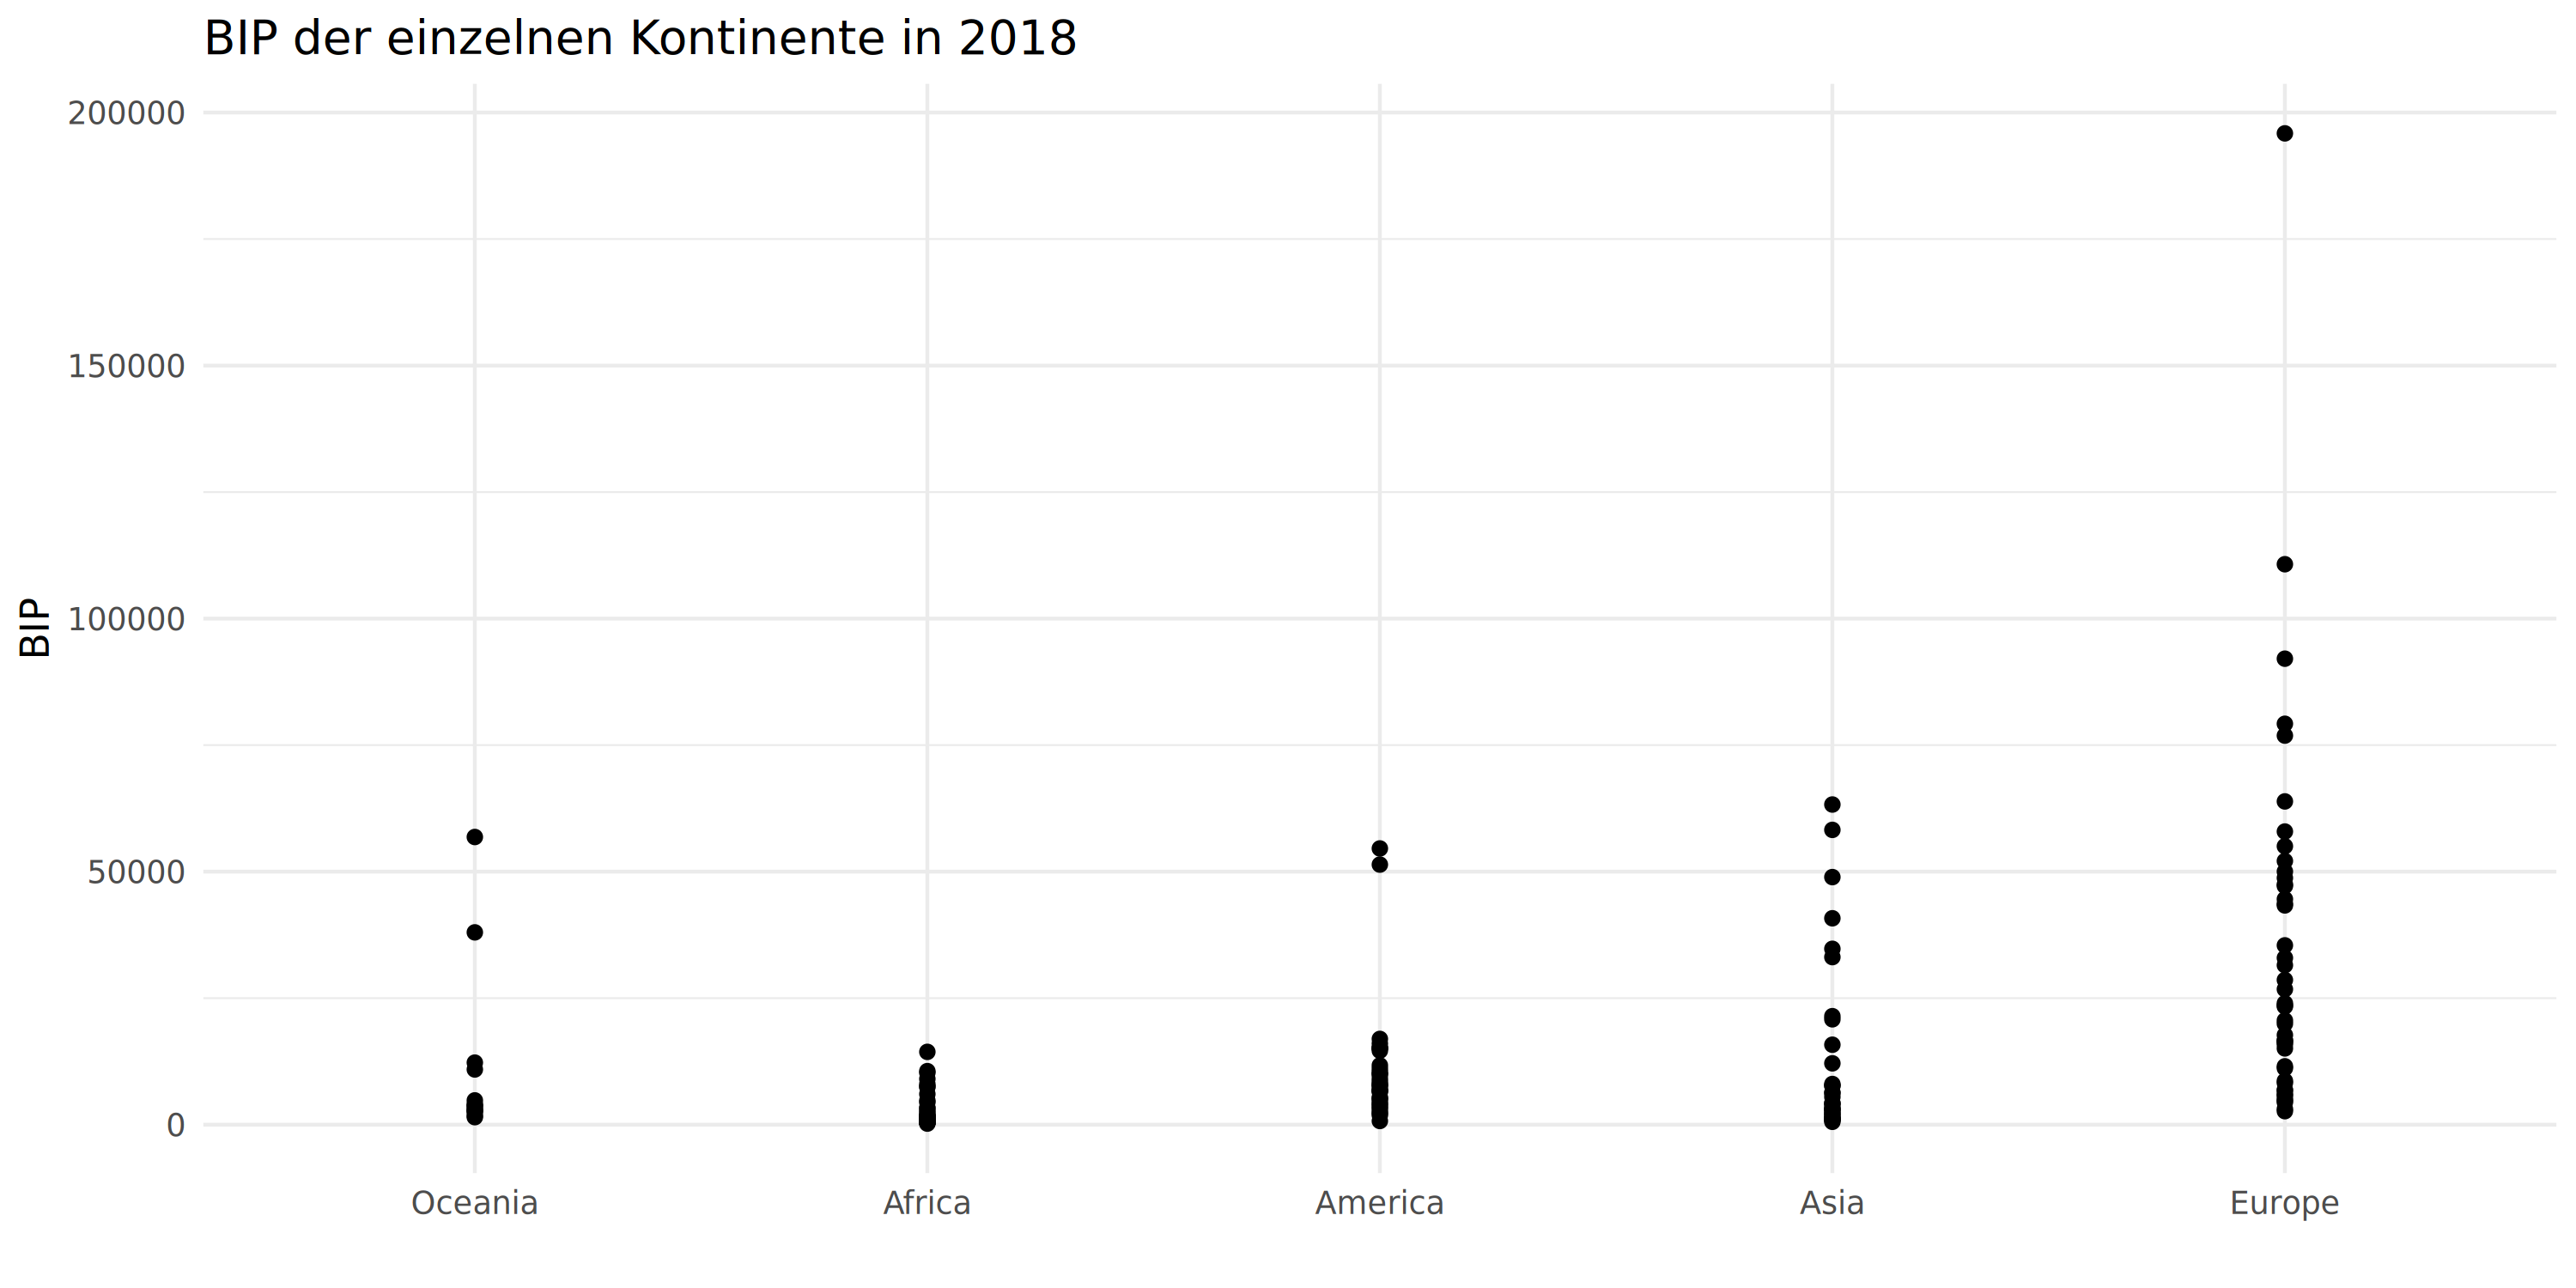 BIP der einzelnen Kontinente in 2018
200000
150000
100000
50000
0
BIP
Oceania
Africa
America
Asia
Europe